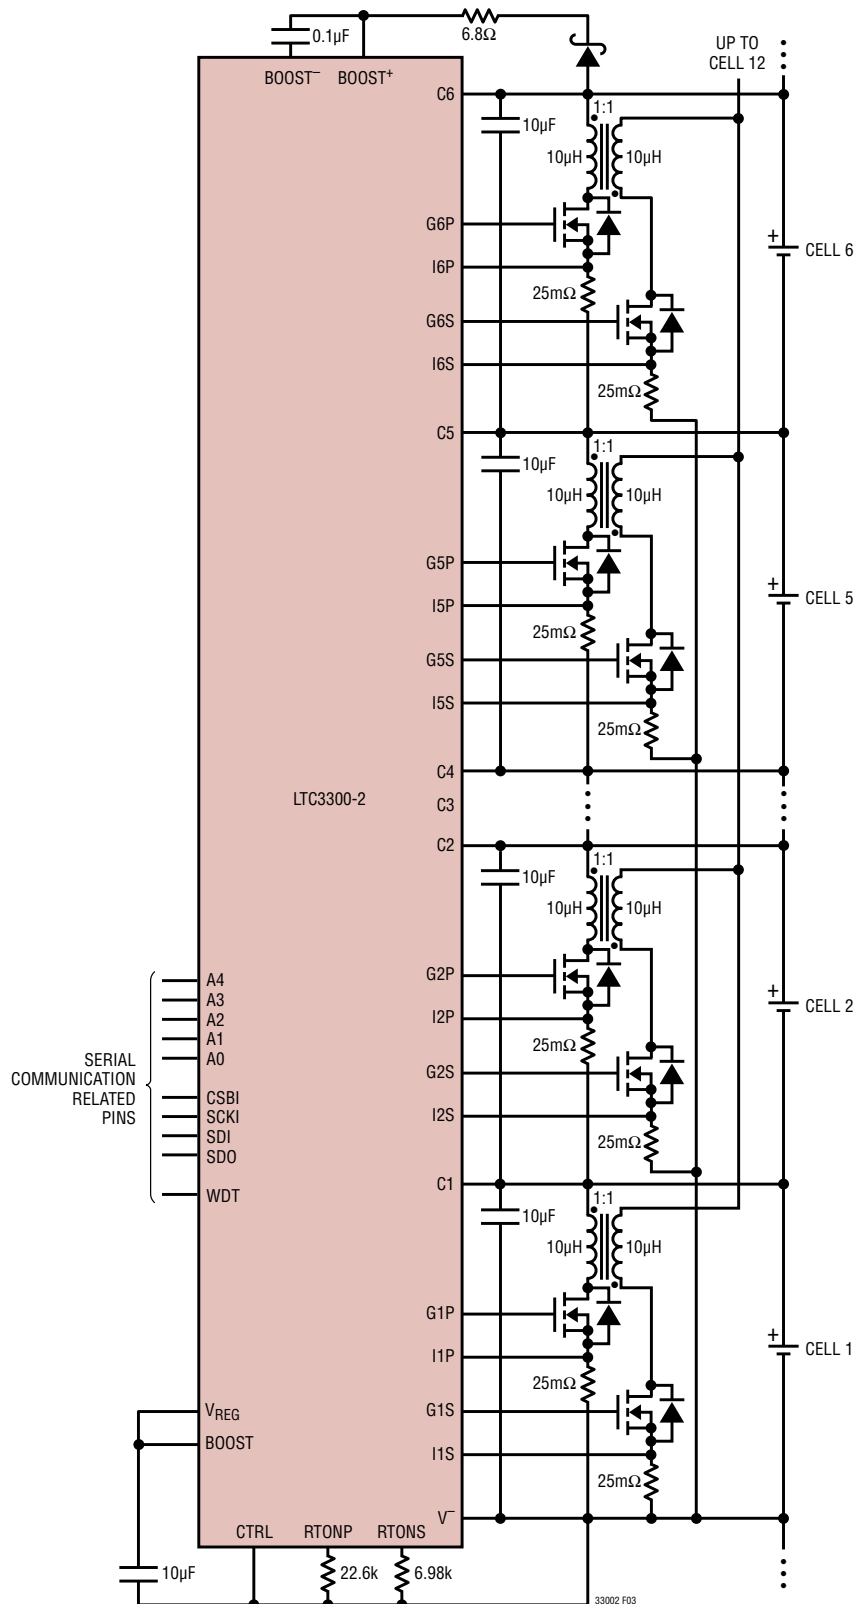 0.1µF
6.8Ω
BOOST– BOOST+
UP TO
CELL 12
C6
10µF
1:1
10µH
10µH
G6P
I6P
25mΩ
G6S
I6S
25mΩ
+
CELL 6
C5
10µF
1:1
10µH
10µH
G5P
I5P
25mΩ
G5S
I5S
25mΩ
+
CELL 5
C4
LTC3300-2
C3
C2
10µF
1:1
10µH
10µH
G2P
I2P
25mΩ
G2S
I2S
25mΩ
+
CELL 2
SERIAL
COMMUNICATION
RELATED
PINS
A4
A3
A2
A1
A0
CSBI
SCKI
SDI
SDO
WDT
C1
10µF
1:1
10µH
10µH
G1P
I1P
25mΩ
G1S
I1S
25mΩ
+
CELL 1
VREG
BOOST
V–
CTRL RTONP RTONS
10µF
22.6k
6.98k
33002 F03